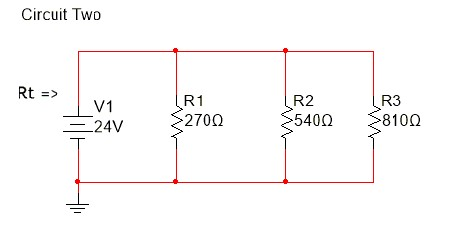 Circuit Two
Rt =>
V1
24V
R1
270Ω
R2
540Ω
R3
810Ω